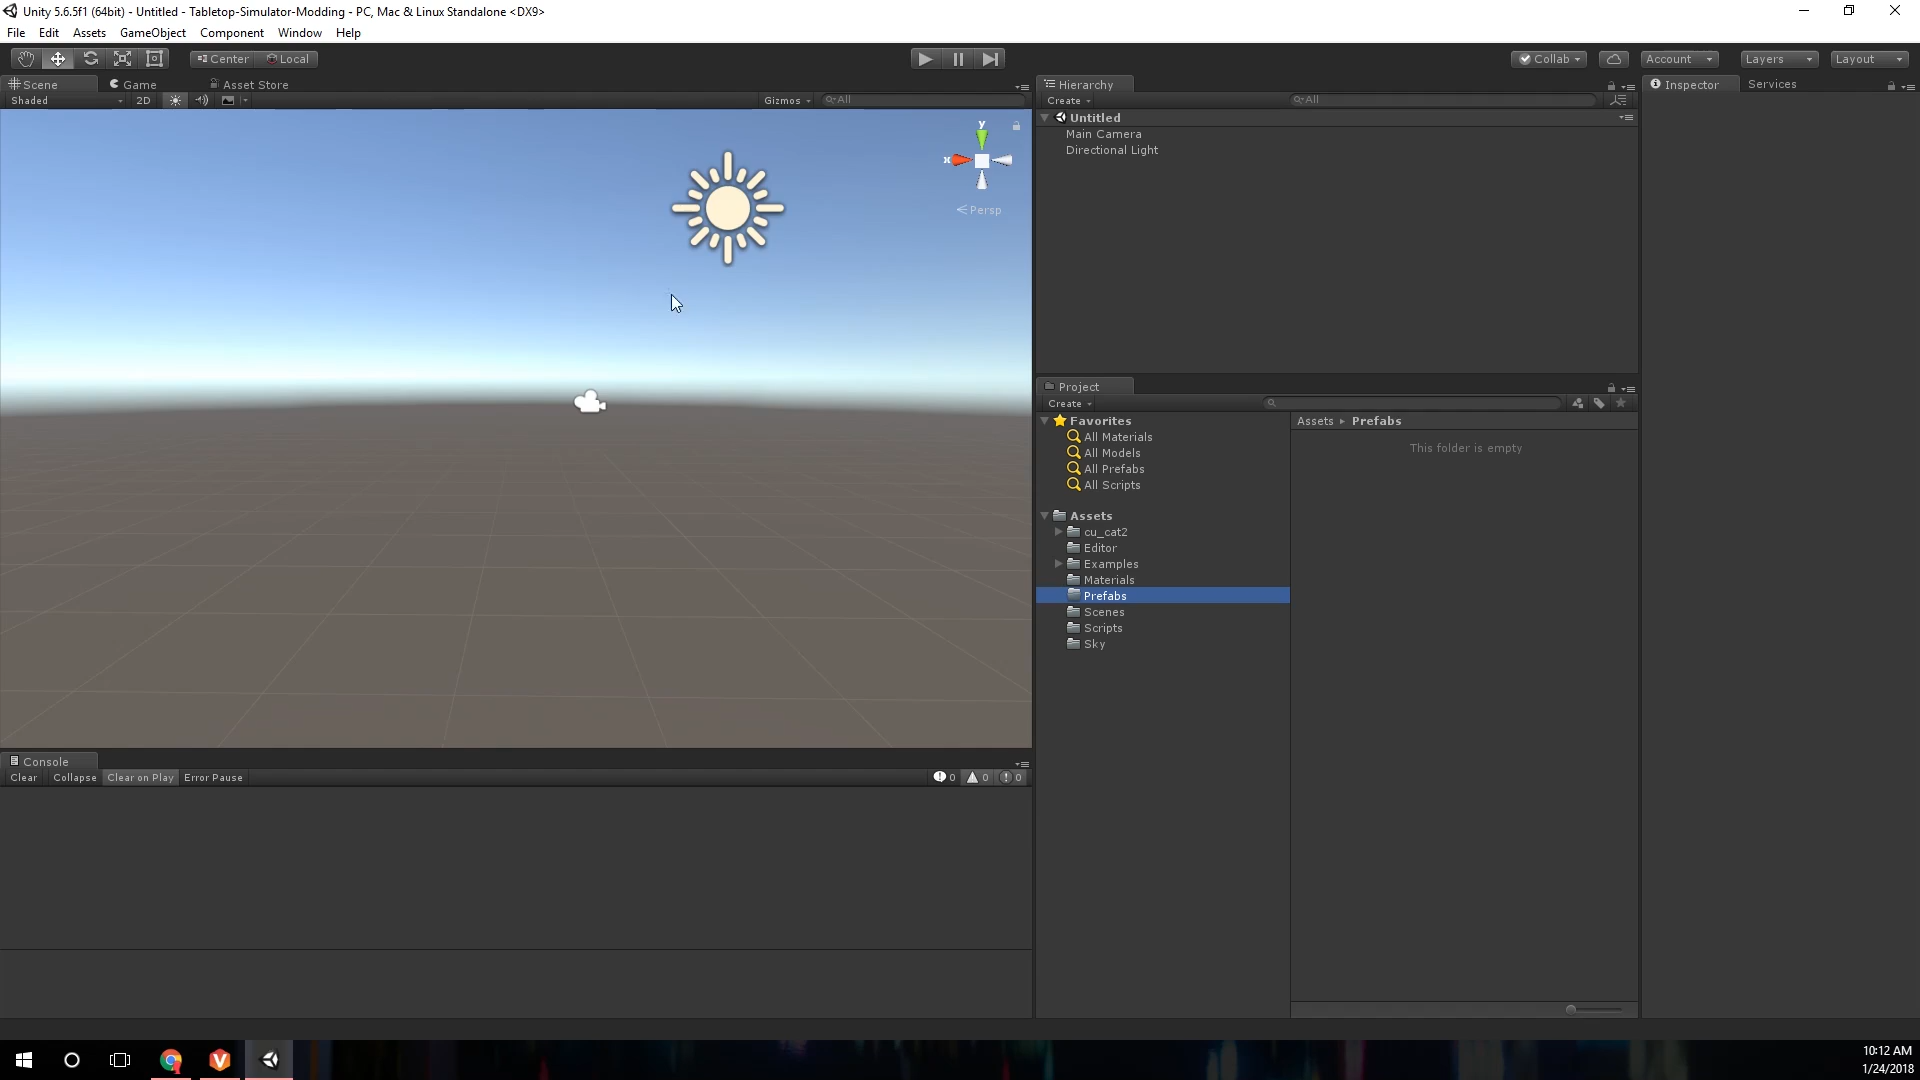 Unity 5.6.5f1 (64bit) - Untitled - Tabletop-Simulator-Modding - PC, Mac & Linux Standalone <DX9>
File Edit Assets GameObject Component Window Help
Center Local Collab Account Layers Layout
Scene Game Asset Store
Shaded 2D Gizmos All
y
x
Persp
Hierarchy
Create All
Untitled
Main Camera
Directional Light
Inspector Services
Project
Create
Favorites
All Materials
All Models
All Prefabs
All Scripts
Assets
cu_cat2
Editor
Examples
Materials
Prefabs
Scenes
Scripts
Sky
Assets ▸ Prefabs
This folder is empty
Console
Clear Collapse Clear on Play Error Pause 0 0 0
10:12 AM
1/24/2018